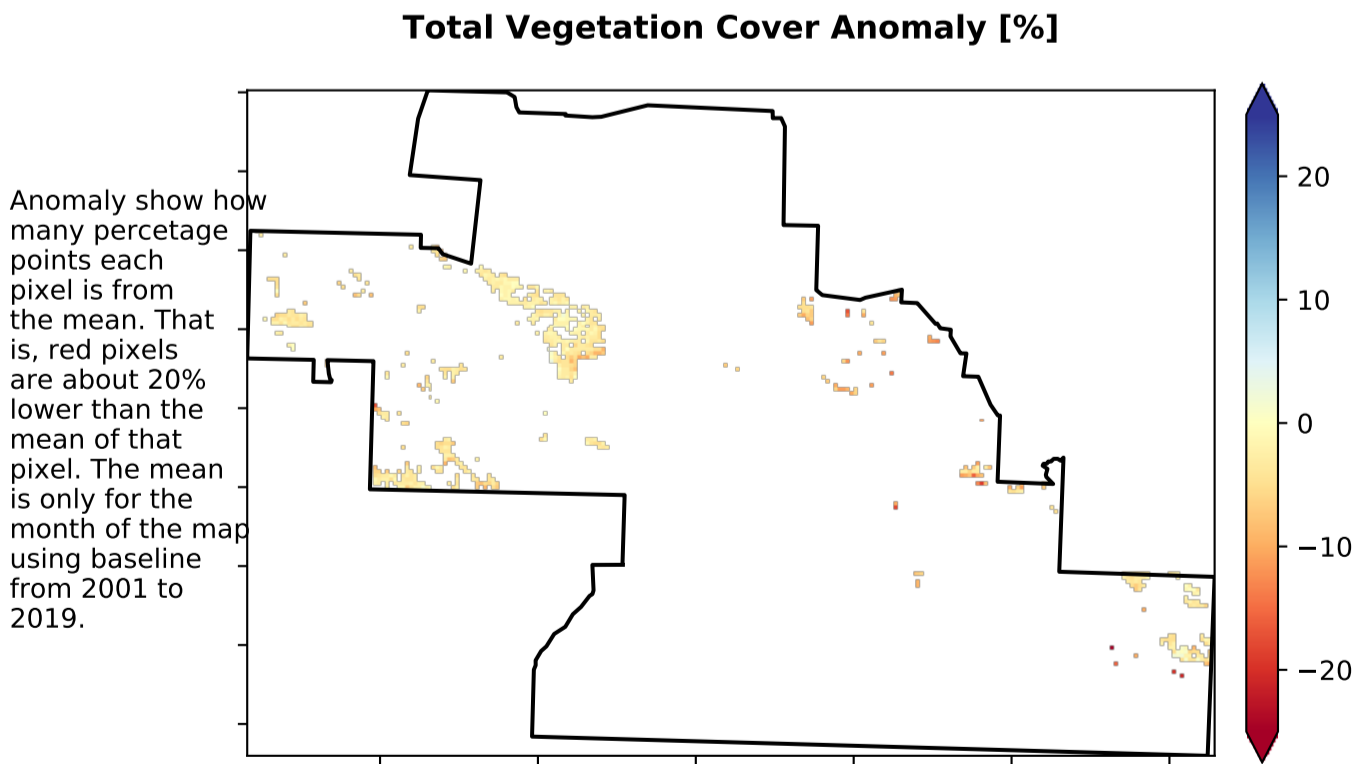 Total Vegetation Cover Anomaly [%]
Anomaly show how
many percetage
points each
pixel is from
the mean. That
is, red pixels
are about 20%
lower than the
mean of that
pixel. The mean
is only for the
month of the map
using baseline
from 2001 to
2019.
20
10
0
−10
−20